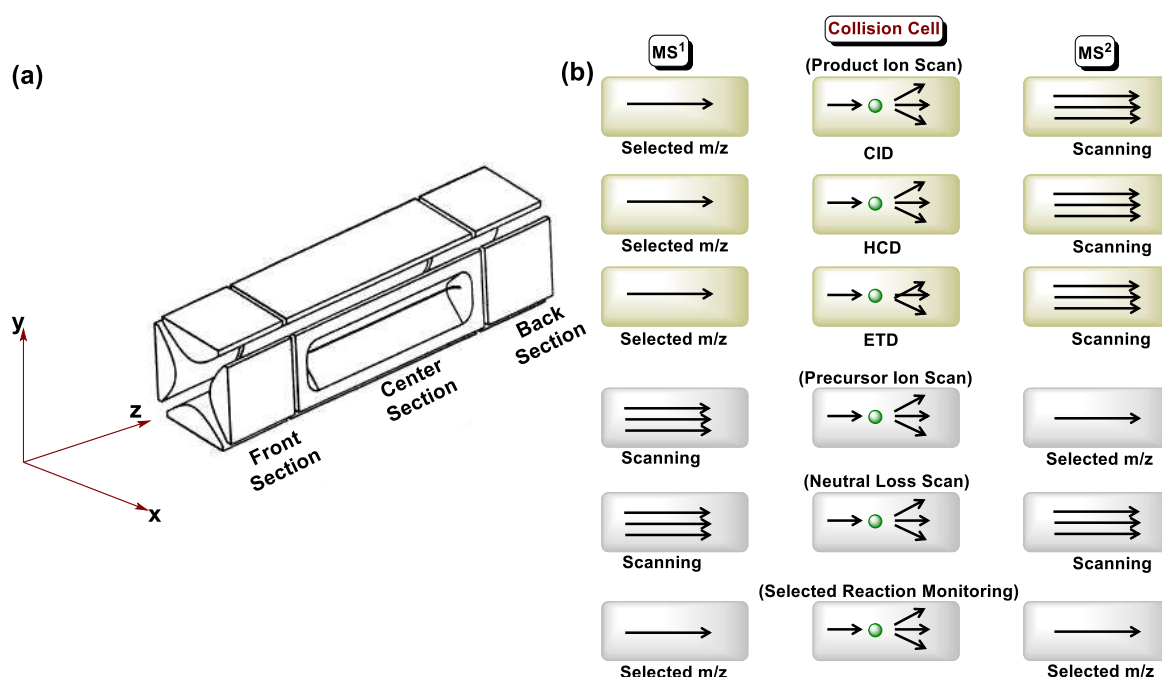 (a)
y
z
x
Front
Section
Center
Section
Back
Section
(b)
MS¹
Collision Cell
MS²
(Product Ion Scan)
Selected m/z
CID
Scanning
Selected m/z
HCD
Scanning
Selected m/z
ETD
Scanning
(Precursor Ion Scan)
Scanning
Selected m/z
(Neutral Loss Scan)
Scanning
Scanning
(Selected Reaction Monitoring)
Selected m/z
Selected m/z